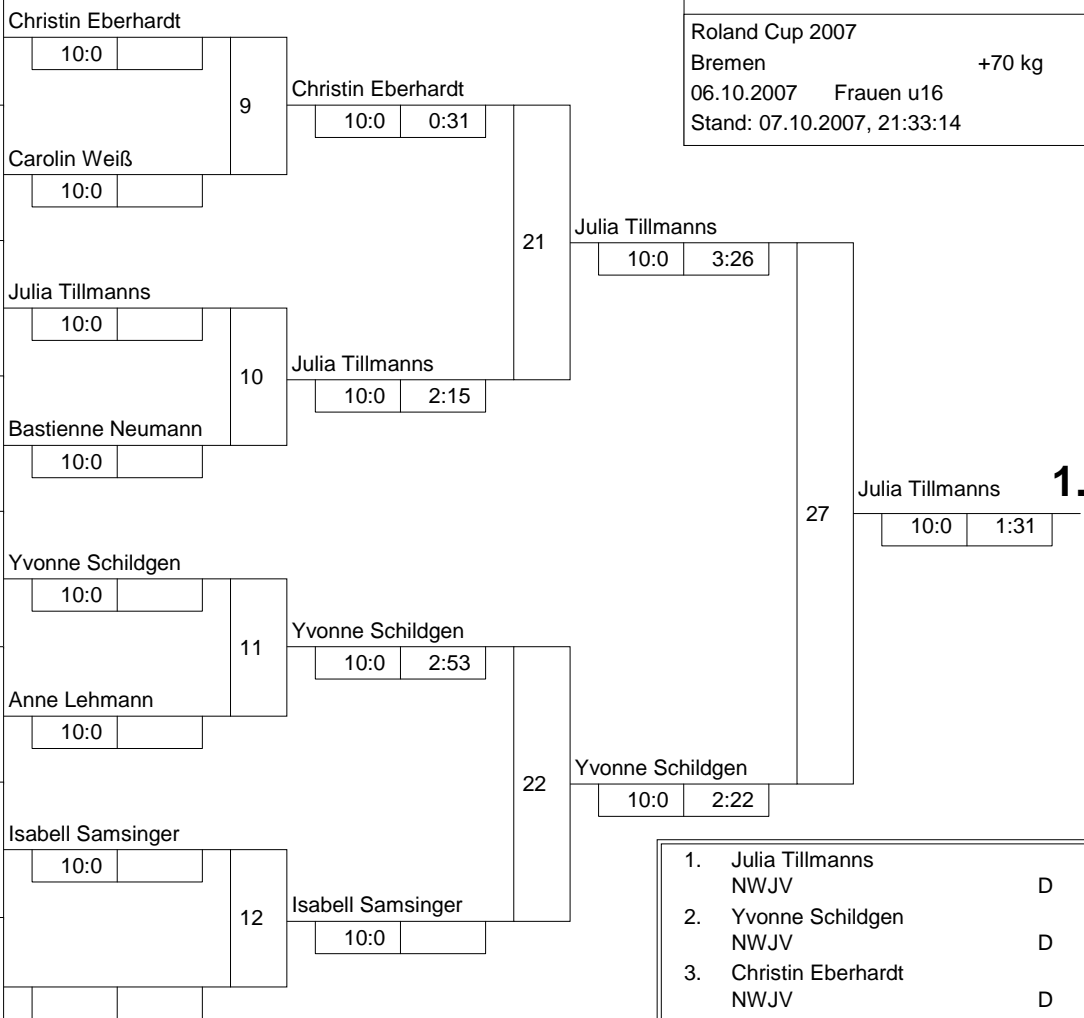 Christin Eberhardt
10:0
9
Carolin Weiß
10:0
Julia Tillmanns
10:0
10
Bastienne Neumann
10:0
Yvonne Schildgen
10:0
11
Anne Lehmann
10:0
Isabell Samsinger
10:0
12
Christin Eberhardt
10:0 0:31
21
Julia Tillmanns
10:0 2:15
Yvonne Schildgen
10:0 2:53
22
Isabell Samsinger
10:0
Julia Tillmanns
10:0 3:26
27
Yvonne Schildgen
10:0 2:22
Julia Tillmanns 1.
10:0 1:31
Roland Cup 2007
Bremen +70 kg
06.10.2007 Frauen u16
Stand: 07.10.2007, 21:33:14
1. Julia Tillmanns
NWJV D
2. Yvonne Schildgen
NWJV D
3. Christin Eberhardt
NWJV D